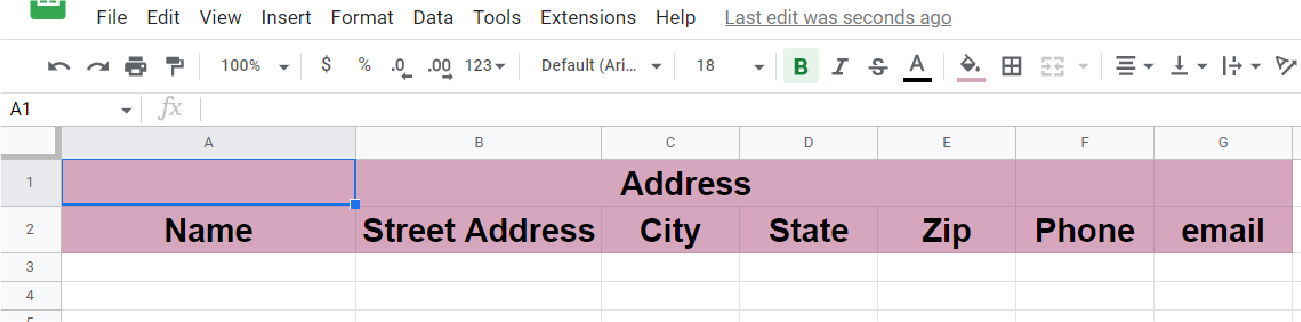 File Edit View Insert Format Data Tools Extensions Help Last edit was seconds ago
100% $ % .0 .00 123 Default (Ari... 18 B I S A
A1 fx
A B C D E F G
1 Address
2 Name Street Address City State Zip Phone email
3
4